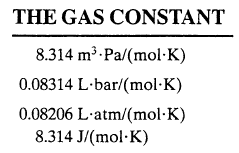 THE GAS CONSTANT
8.314 m³·Pa/(mol·K)
0.08314 L·bar/(mol·K)
0.08206 L·atm/(mol·K)
8.314 J/(mol·K)